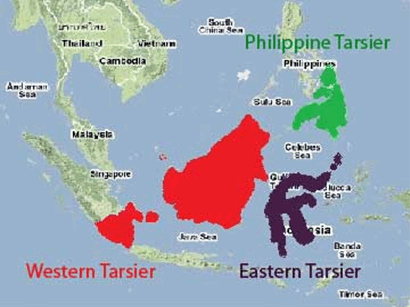 South
China Sea
Philippine Tarsier
Thailand
Vietnam
Philippines
Cambodia
Andaman
Sea
Sulu Sea
Malaysia
Celebes
Sea
Singapore
Java Sea
Banda
Sea
Western Tarsier
Eastern Tarsier
Timor Sea